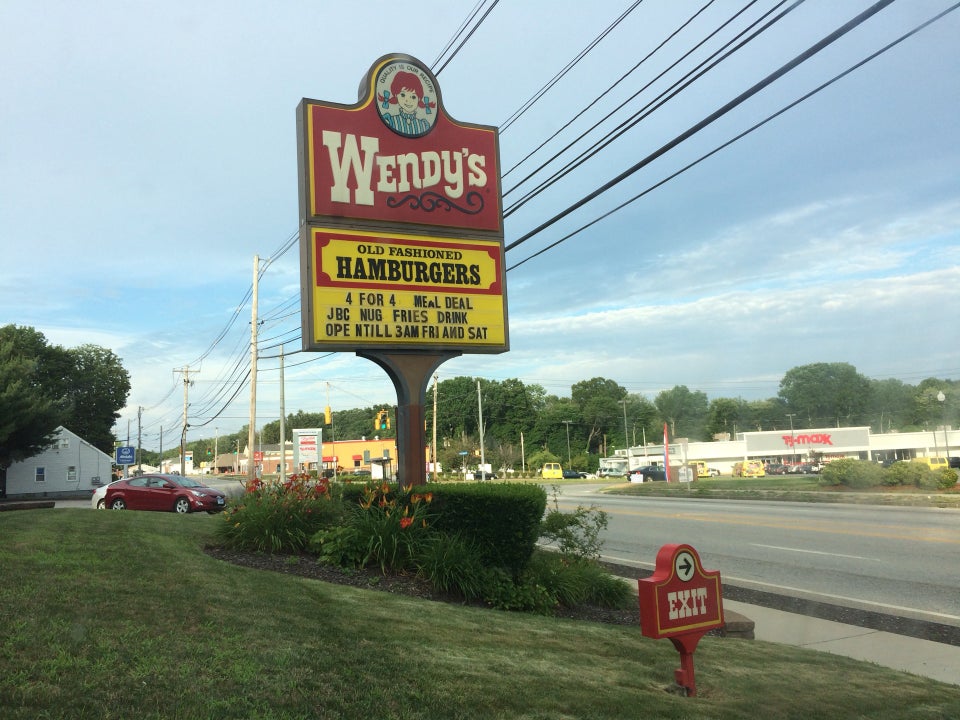 QUALITY IS OUR RECIPE
WENDY'S
OLD FASHIONED
HAMBURGERS
4 FOR 4 MEAL DEAL
JBC NUG FRIES DRINK
OPE NTILL 3AM FRI AND SAT
T.J.maxx
EXIT